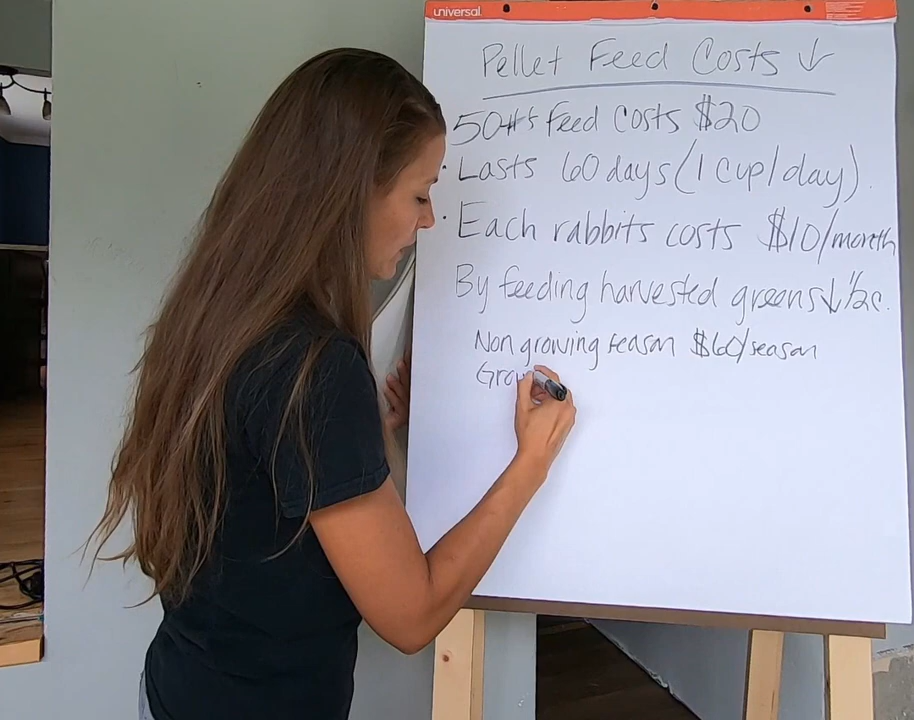 universal.
Pellet Feed Costs ↓
50#'s feed costs $20
· Lasts 60 days (1 cup/day).
· Each rabbits costs $10/month
By feeding harvested greens ↓ 1/2c.
Non growing season $60/season
Grow